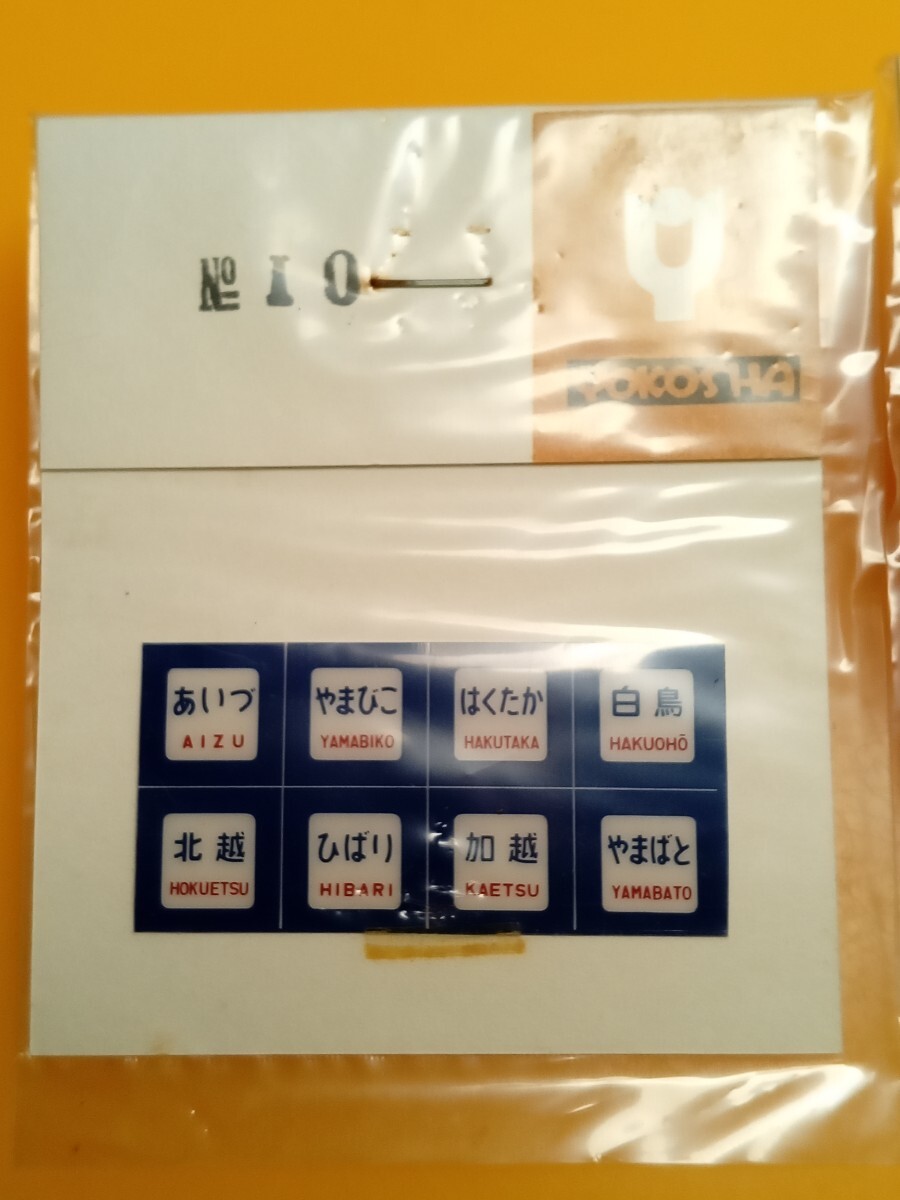 №10
YOKOSHA
あいづ
AIZU
やまびこ
YAMABIKO
はくたか
HAKUTAKA
白鳥
HAKUOHŌ
北越
HOKUETSU
ひばり
HIBARI
加越
KAETSU
やまばと
YAMABATO